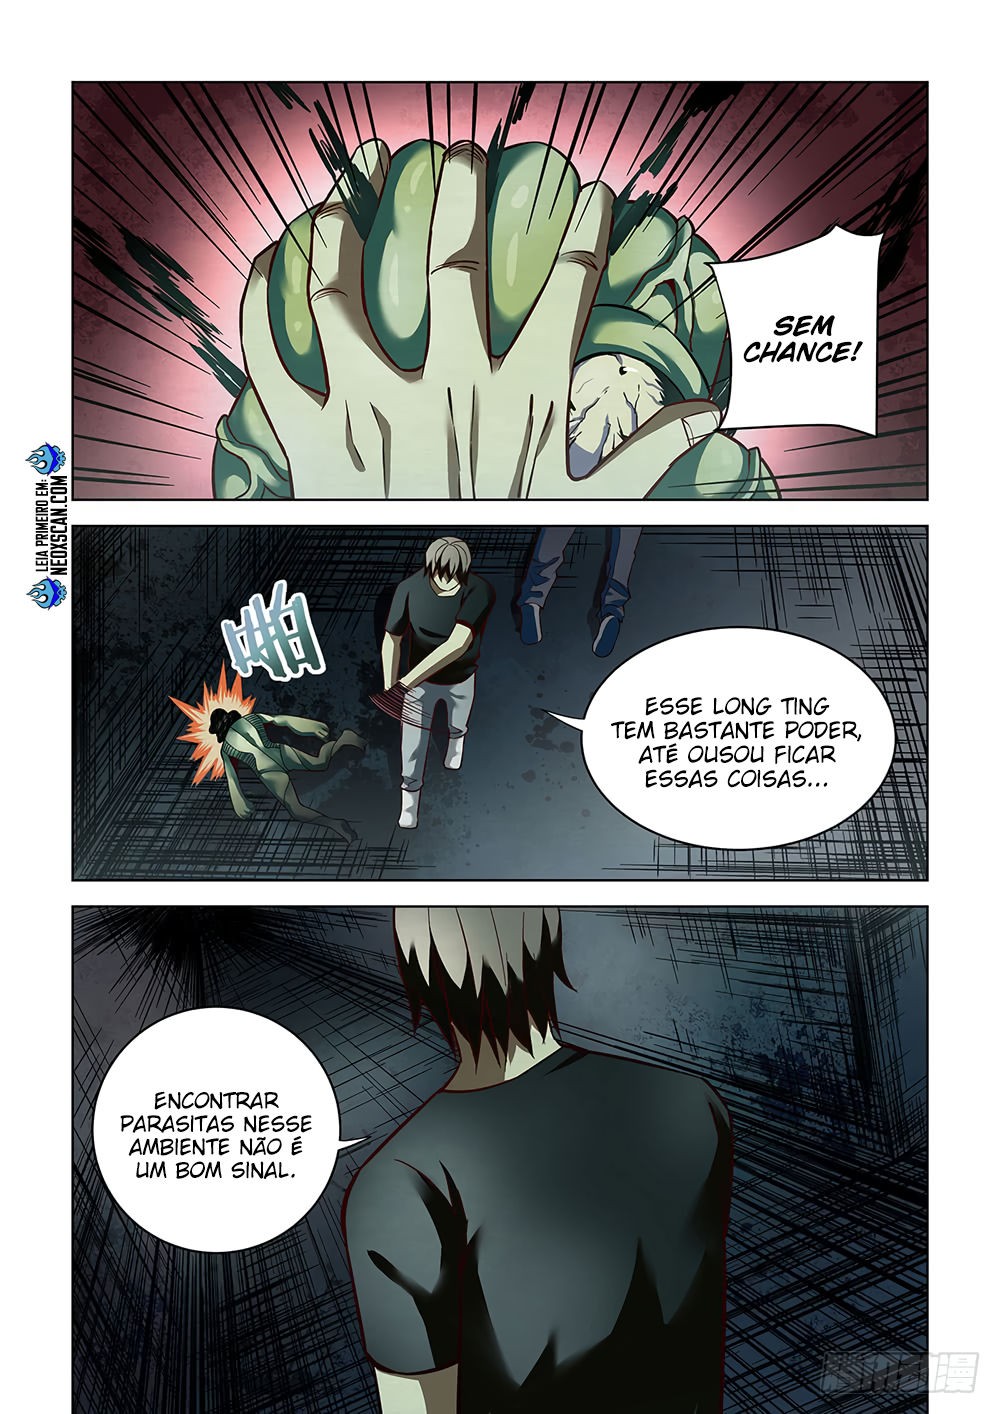 SEM
CHANCE!
LEIA PRIMEIRO EM:
NEOXSCAN.COM
啪
ESSE LONG TING
TEM BASTANTE PODER,
ATÉ OUSOU FICAR
ESSAS COISAS...
ENCONTRAR
PARASITAS NESSE
AMBIENTE NÃO É
UM BOM SINAL.